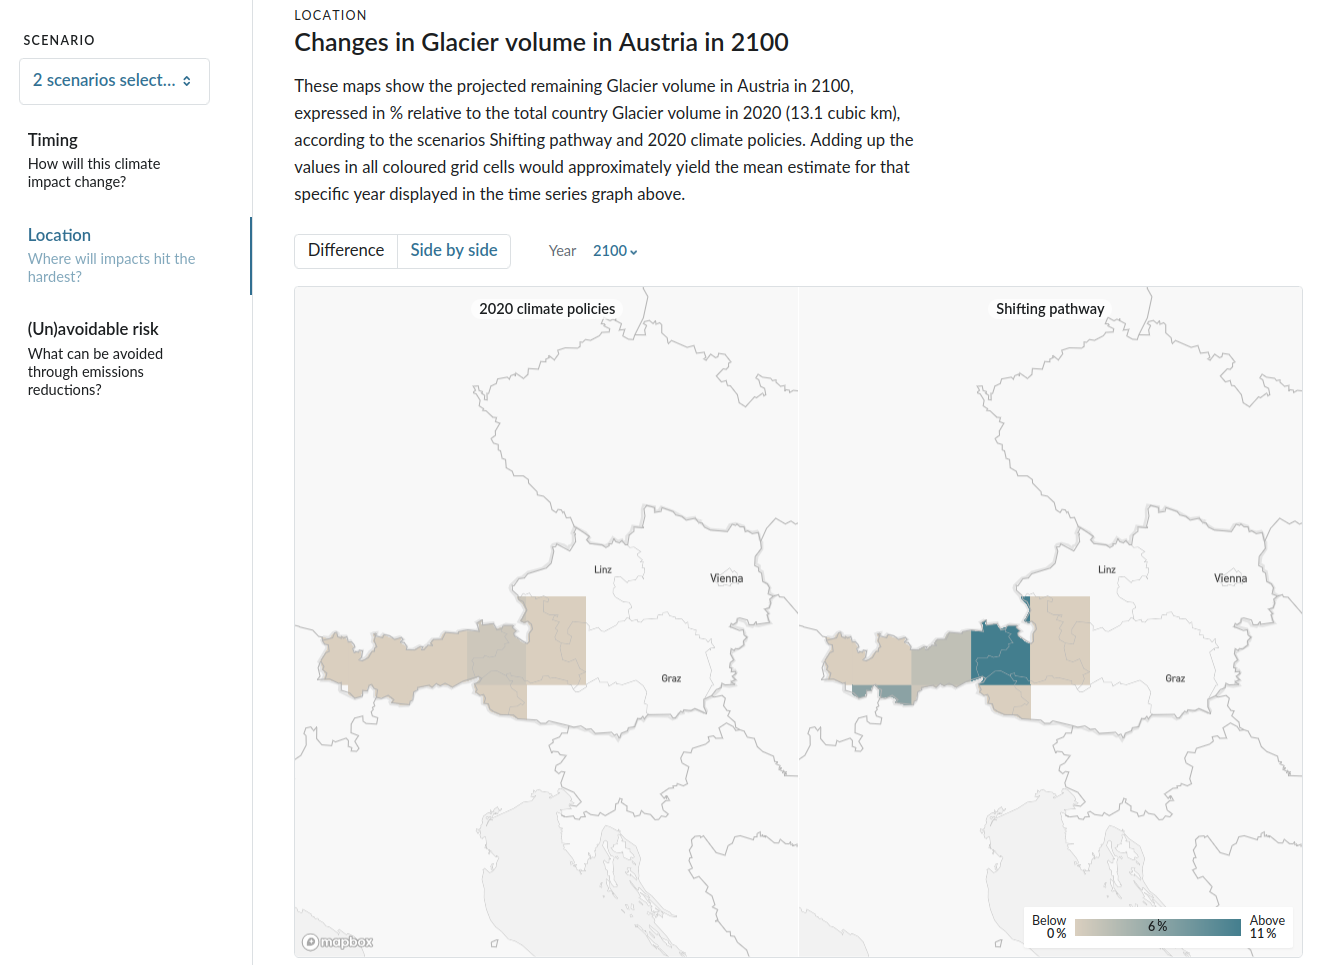 SCENARIO
2 scenarios select...
Timing
How will this climate
impact change?
Location
Where will impacts hit the
hardest?
(Un)avoidable risk
What can be avoided
through emissions
reductions?
LOCATION
Changes in Glacier volume in Austria in 2100
These maps show the projected remaining Glacier volume in Austria in 2100,
expressed in % relative to the total country Glacier volume in 2020 (13.1 cubic km),
according to the scenarios Shifting pathway and 2020 climate policies. Adding up the
values in all coloured grid cells would approximately yield the mean estimate for that
specific year displayed in the time series graph above.
Difference Side by side Year 2100
2020 climate policies
Linz
Vienna
Graz
mapbox
Shifting pathway
Linz
Vienna
Graz
Below
0 %
6 %
Above
11 %